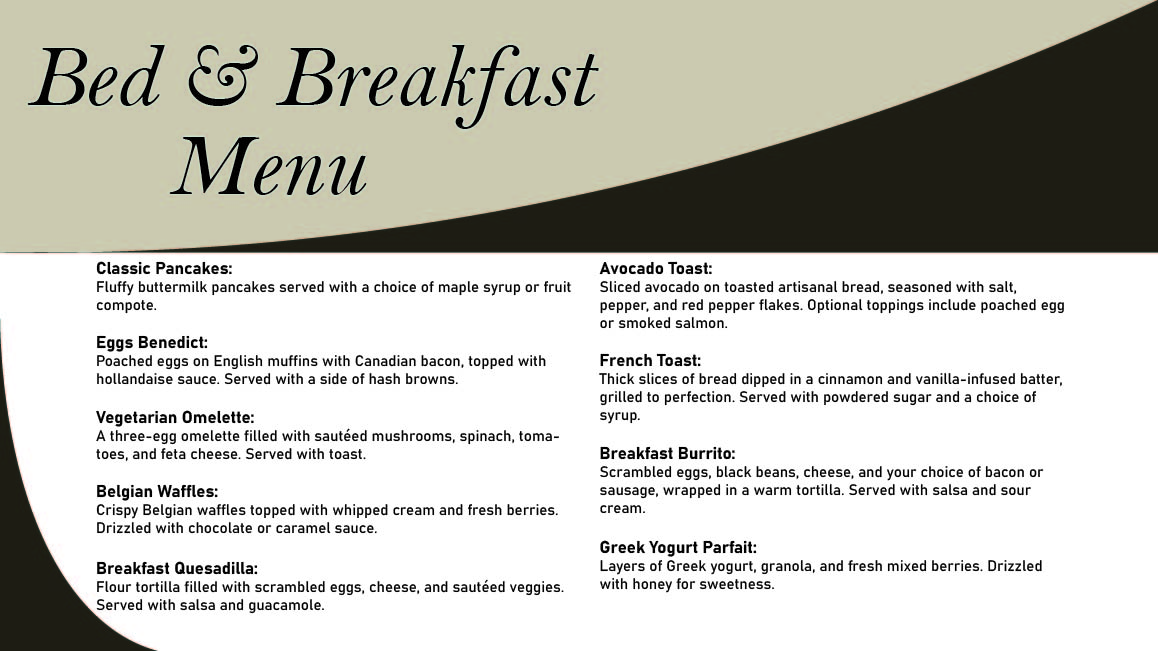 Bed & Breakfast
Menu
Classic Pancakes:
Fluffy buttermilk pancakes served with a choice of maple syrup or fruit
compote.
Eggs Benedict:
Poached eggs on English muffins with Canadian bacon, topped with
hollandaise sauce. Served with a side of hash browns.
Vegetarian Omelette:
A three-egg omelette filled with sautéed mushrooms, spinach, toma-
toes, and feta cheese. Served with toast.
Belgian Waffles:
Crispy Belgian waffles topped with whipped cream and fresh berries.
Drizzled with chocolate or caramel sauce.
Breakfast Quesadilla:
Flour tortilla filled with scrambled eggs, cheese, and sautéed veggies.
Served with salsa and guacamole.
Avocado Toast:
Sliced avocado on toasted artisanal bread, seasoned with salt,
pepper, and red pepper flakes. Optional toppings include poached egg
or smoked salmon.
French Toast:
Thick slices of bread dipped in a cinnamon and vanilla-infused batter,
grilled to perfection. Served with powdered sugar and a choice of
syrup.
Breakfast Burrito:
Scrambled eggs, black beans, cheese, and your choice of bacon or
sausage, wrapped in a warm tortilla. Served with salsa and sour
cream.
Greek Yogurt Parfait:
Layers of Greek yogurt, granola, and fresh mixed berries. Drizzled
with honey for sweetness.